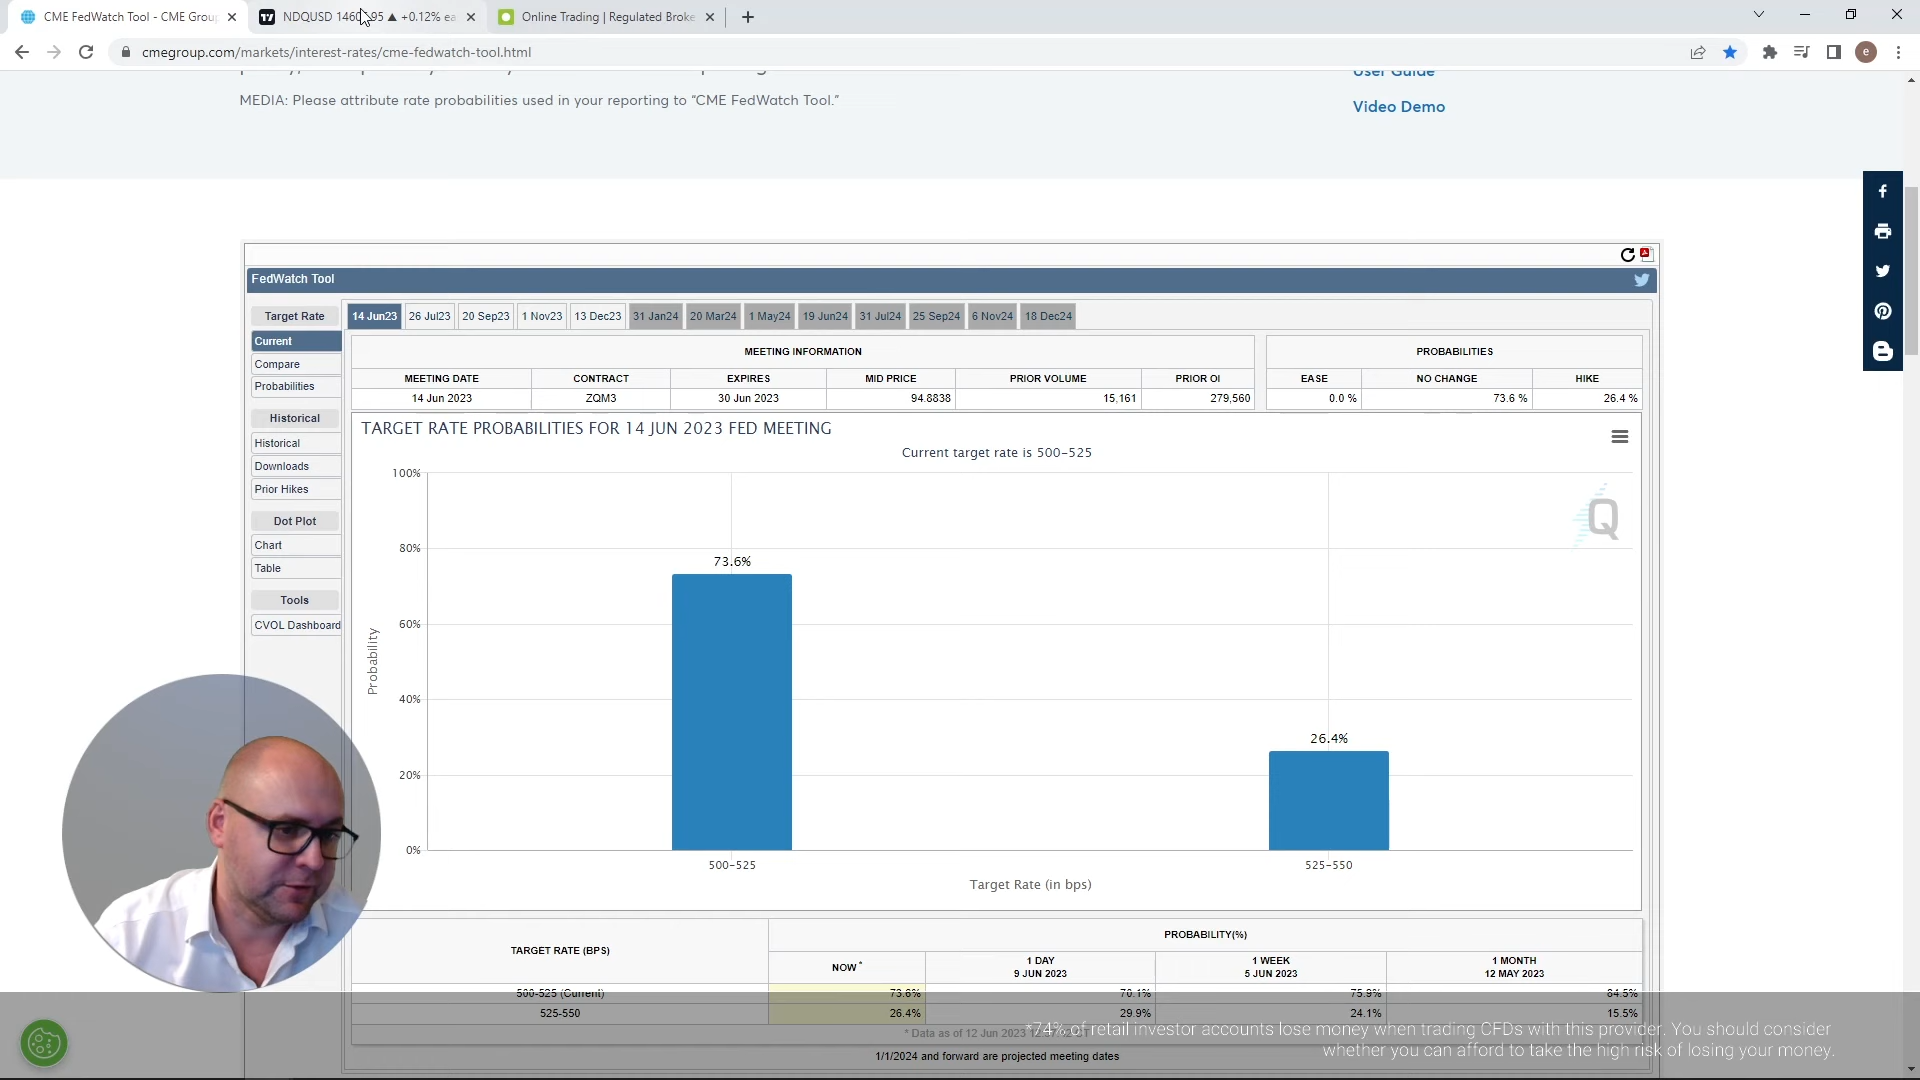 CME FedWatch Tool - CME Grou
NDQUSD 1460 95 ▲ +0.12% ea
Online Trading | Regulated Broke
cmegroup.com/markets/interest-rates/cme-fedwatch-tool.html
e
User Guide
MEDIA: Please attribute rate probabilities used in your reporting to “CME FedWatch Tool.”
Video Demo
FedWatch Tool
Target Rate
14 Jun23 26 Jul23 20 Sep23 1 Nov23 13 Dec23 31 Jan24 20 Mar24 1 May24 19 Jun24 31 Jul24 25 Sep24 6 Nov24 18 Dec24
Current
Compare
Probabilities
Historical
Historical
Downloads
Prior Hikes
Dot Plot
Chart
Table
Tools
CVOL Dashboard
MEETING INFORMATION
MEETING DATE CONTRACT EXPIRES MID PRICE PRIOR VOLUME PRIOR OI
14 Jun 2023 ZQM3 30 Jun 2023 94.8838 15,161 279,560
PROBABILITIES
EASE NO CHANGE HIKE
0.0 % 73.6 % 26.4 %
TARGET RATE PROBABILITIES FOR 14 JUN 2023 FED MEETING
Current target rate is 500-525
100%
80%
60%
40%
20%
0%
Probability
73.6%
26.4%
Q
500-525 525-550
Target Rate (in bps)
TARGET RATE (BPS)
PROBABILITY(%)
NOW *
1 DAY
9 JUN 2023
1 WEEK
5 JUN 2023
1 MONTH
12 MAY 2023
500-525 (Current) 73.6% 70.1% 75.9% 84.5%
525-550 26.4% 29.9% 24.1% 15.5%
* Data as of 12 Jun 2023
1/1/2024 and forward are projected meeting dates
*74% of retail investor accounts lose money when trading CFDs with this provider. You should consider
whether you can afford to take the high risk of losing your money.